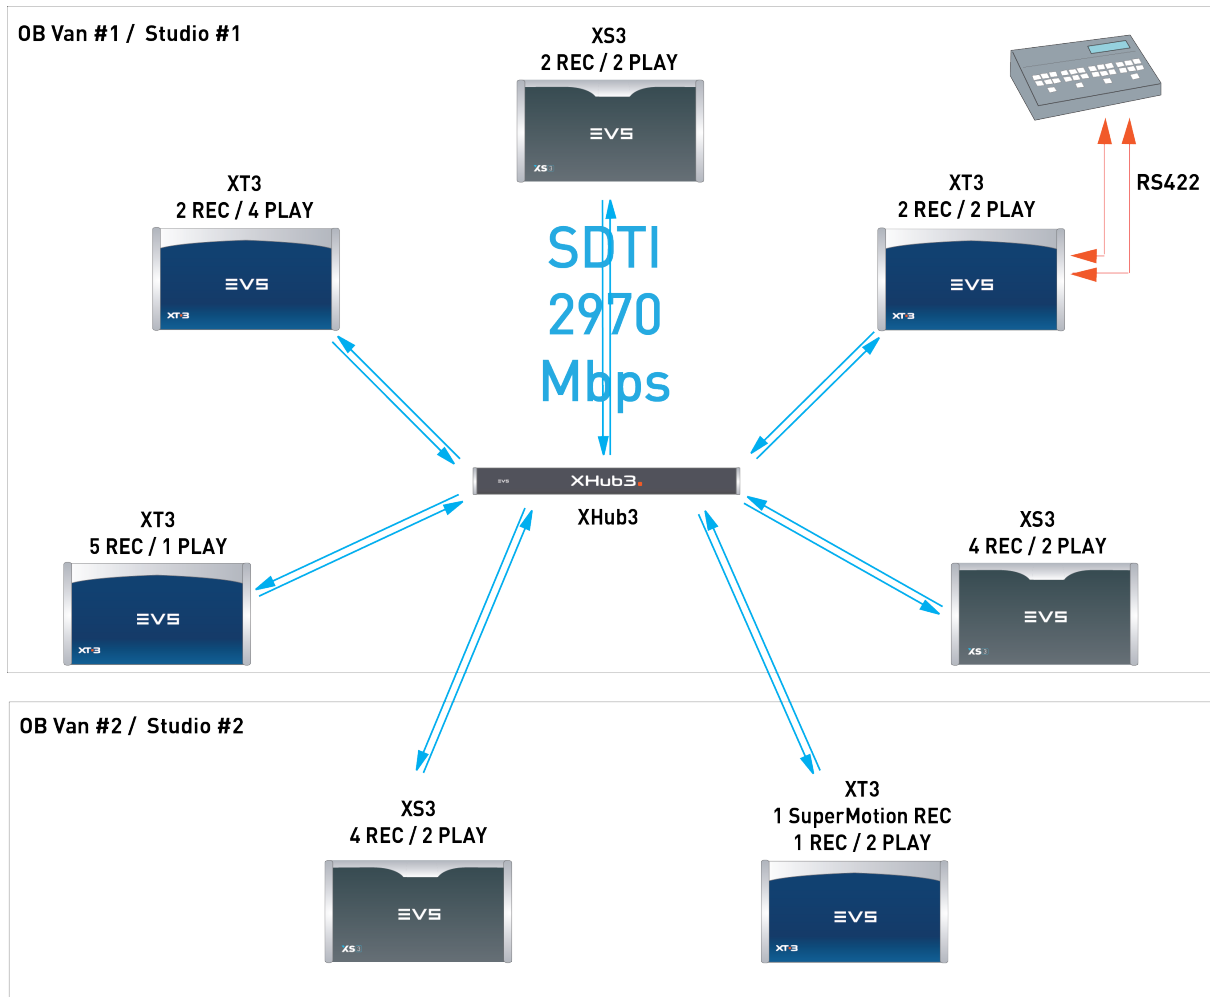 OB Van #1 / Studio #1
XS3
2 REC / 2 PLAY
EVS
XS3
RS422
XT3
2 REC / 4 PLAY
EVS
XT3
SDTI
2970
Mbps
XT3
2 REC / 2 PLAY
EVS
XT3
EVS
XHub3.
XHub3
XT3
5 REC / 1 PLAY
EVS
XT3
XS3
4 REC / 2 PLAY
EVS
XS3
OB Van #2 / Studio #2
XS3
4 REC / 2 PLAY
EVS
XS3
XT3
1 SuperMotion REC
1 REC / 2 PLAY
EVS
XT3